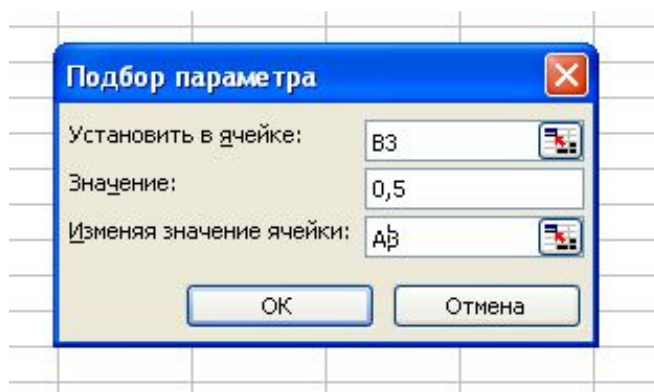 Подбор параметра
Установить в ячейке: B3
Значение: 0,5
Изменяя значение ячейки: A3
ОК Отмена